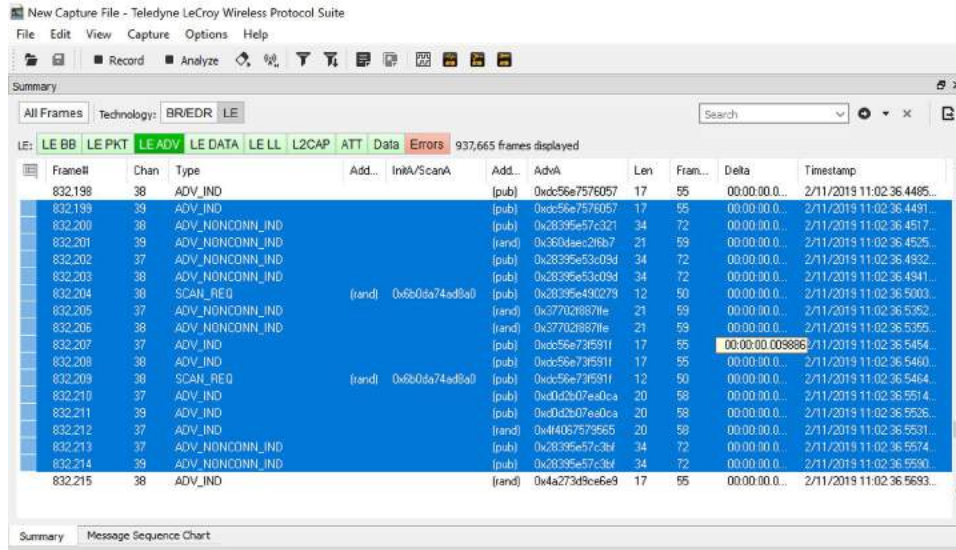 New Capture File - Teledyne LeCroy Wireless Protocol Suite
File Edit View Capture Options Help
Record Analyze
Summary
All Frames Technology: BR/EDR LE Search
LE: LE BB LE PKT LE ADV LE DATA LE LL L2CAP ATT Data Errors 937,665 frames displayed
Frame# Chan Type Add... InitA/ScanA Add... AdvA Len Fram... Delta Timestamp
832,198 38 ADV_IND (pub) 0xdc56e7576057 17 55 00:00:00.0... 2/11/2019 11:02:36.4485...
832,199 39 ADV_IND (pub) 0xdc56e7576057 17 55 00:00:00.0... 2/11/2019 11:02:36.4491...
832,200 38 ADV_NONCONN_IND (pub) 0x28395e57c321 34 72 00:00:00.0... 2/11/2019 11:02:36.4517...
832,201 39 ADV_NONCONN_IND (rand) 0x360daec2f6b7 21 59 00:00:00.0... 2/11/2019 11:02:36.4525...
832,202 37 ADV_NONCONN_IND (pub) 0x28395e53c09d 34 72 00:00:00.0... 2/11/2019 11:02:36.4932...
832,203 38 ADV_NONCONN_IND (pub) 0x28395e53c09d 34 72 00:00:00.0... 2/11/2019 11:02:36.4941...
832,204 38 SCAN_REQ (rand) 0x6b0da74ad8a0 (pub) 0x28395e490279 12 50 00:00:00.0... 2/11/2019 11:02:36.5003...
832,205 37 ADV_NONCONN_IND (rand) 0x37702f887ffe 21 59 00:00:00.0... 2/11/2019 11:02:36.5352...
832,206 38 ADV_NONCONN_IND (rand) 0x37702f887ffe 21 59 00:00:00.0... 2/11/2019 11:02:36.5355...
832,207 37 ADV_IND (pub) 0xdc56e73f591f 17 55 00:00:00.009886 2/11/2019 11:02:36.5454...
832,208 38 ADV_IND (pub) 0xdc56e73f591f 17 55 00:00:00.0... 2/11/2019 11:02:36.5460...
832,209 38 SCAN_REQ (rand) 0x6b0da74ad8a0 (pub) 0xdc56e73f591f 12 50 00:00:00.0... 2/11/2019 11:02:36.5464...
832,210 37 ADV_IND (pub) 0xd0d2b07ea0ca 20 58 00:00:00.0... 2/11/2019 11:02:36.5514...
832,211 39 ADV_IND (pub) 0xd0d2b07ea0ca 20 58 00:00:00.0... 2/11/2019 11:02:36.5526...
832,212 37 ADV_IND (rand) 0x4f4067579565 20 58 00:00:00.0... 2/11/2019 11:02:36.5531...
832,213 37 ADV_NONCONN_IND (pub) 0x28395e57c3bf 34 72 00:00:00.0... 2/11/2019 11:02:36.5574...
832,214 39 ADV_NONCONN_IND (pub) 0x28395e57c3bf 34 72 00:00:00.0... 2/11/2019 11:02:36.5590...
832,215 38 ADV_IND (rand) 0x4a273d9ce6e9 17 55 00:00:00.0... 2/11/2019 11:02:36.5693...
Summary Message Sequence Chart